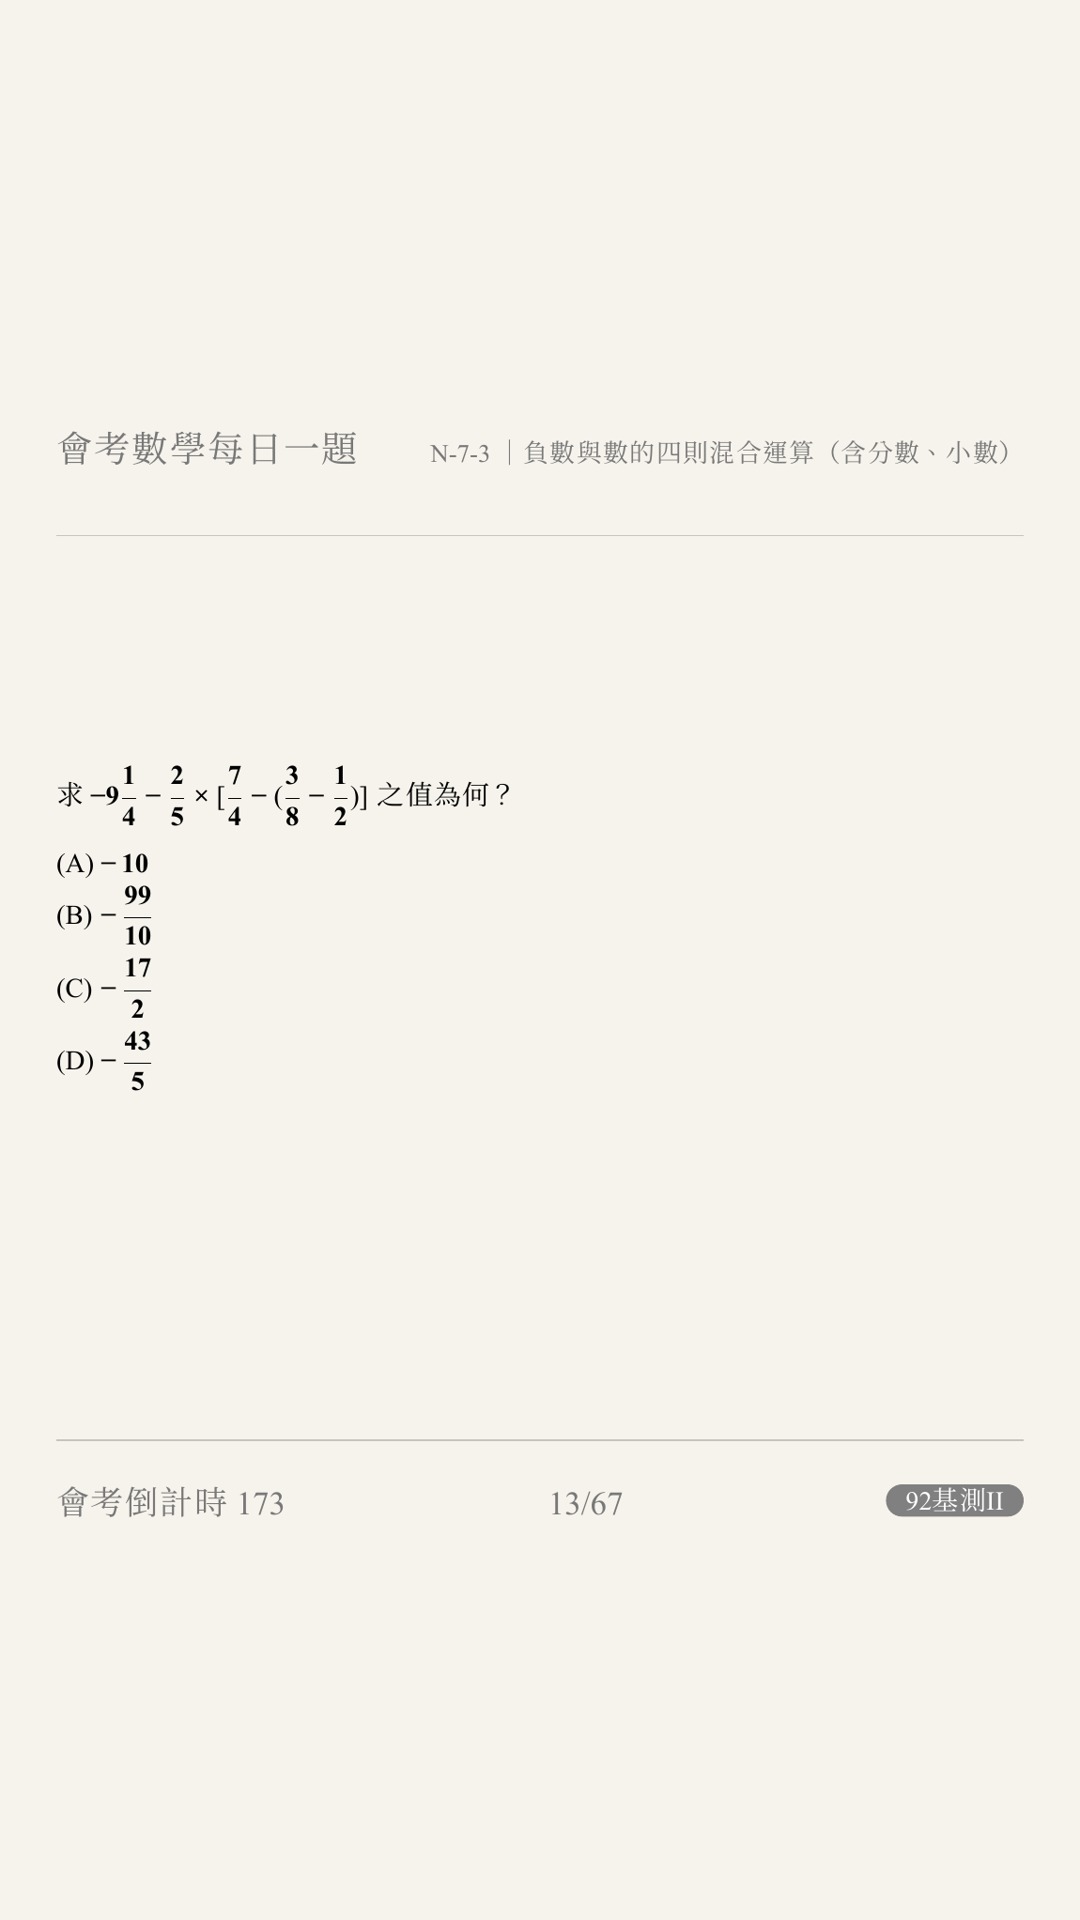 會考數學每日一題
N-7-3｜負數與數的四則混合運算（含分數、小數）
求 −9 1/4 − 2/5 × [7/4 − (3/8 − 1/2)] 之值為何？
(A) − 10
(B) − 99/10
(C) − 17/2
(D) − 43/5
會考倒計時 173
13/67
92基測II